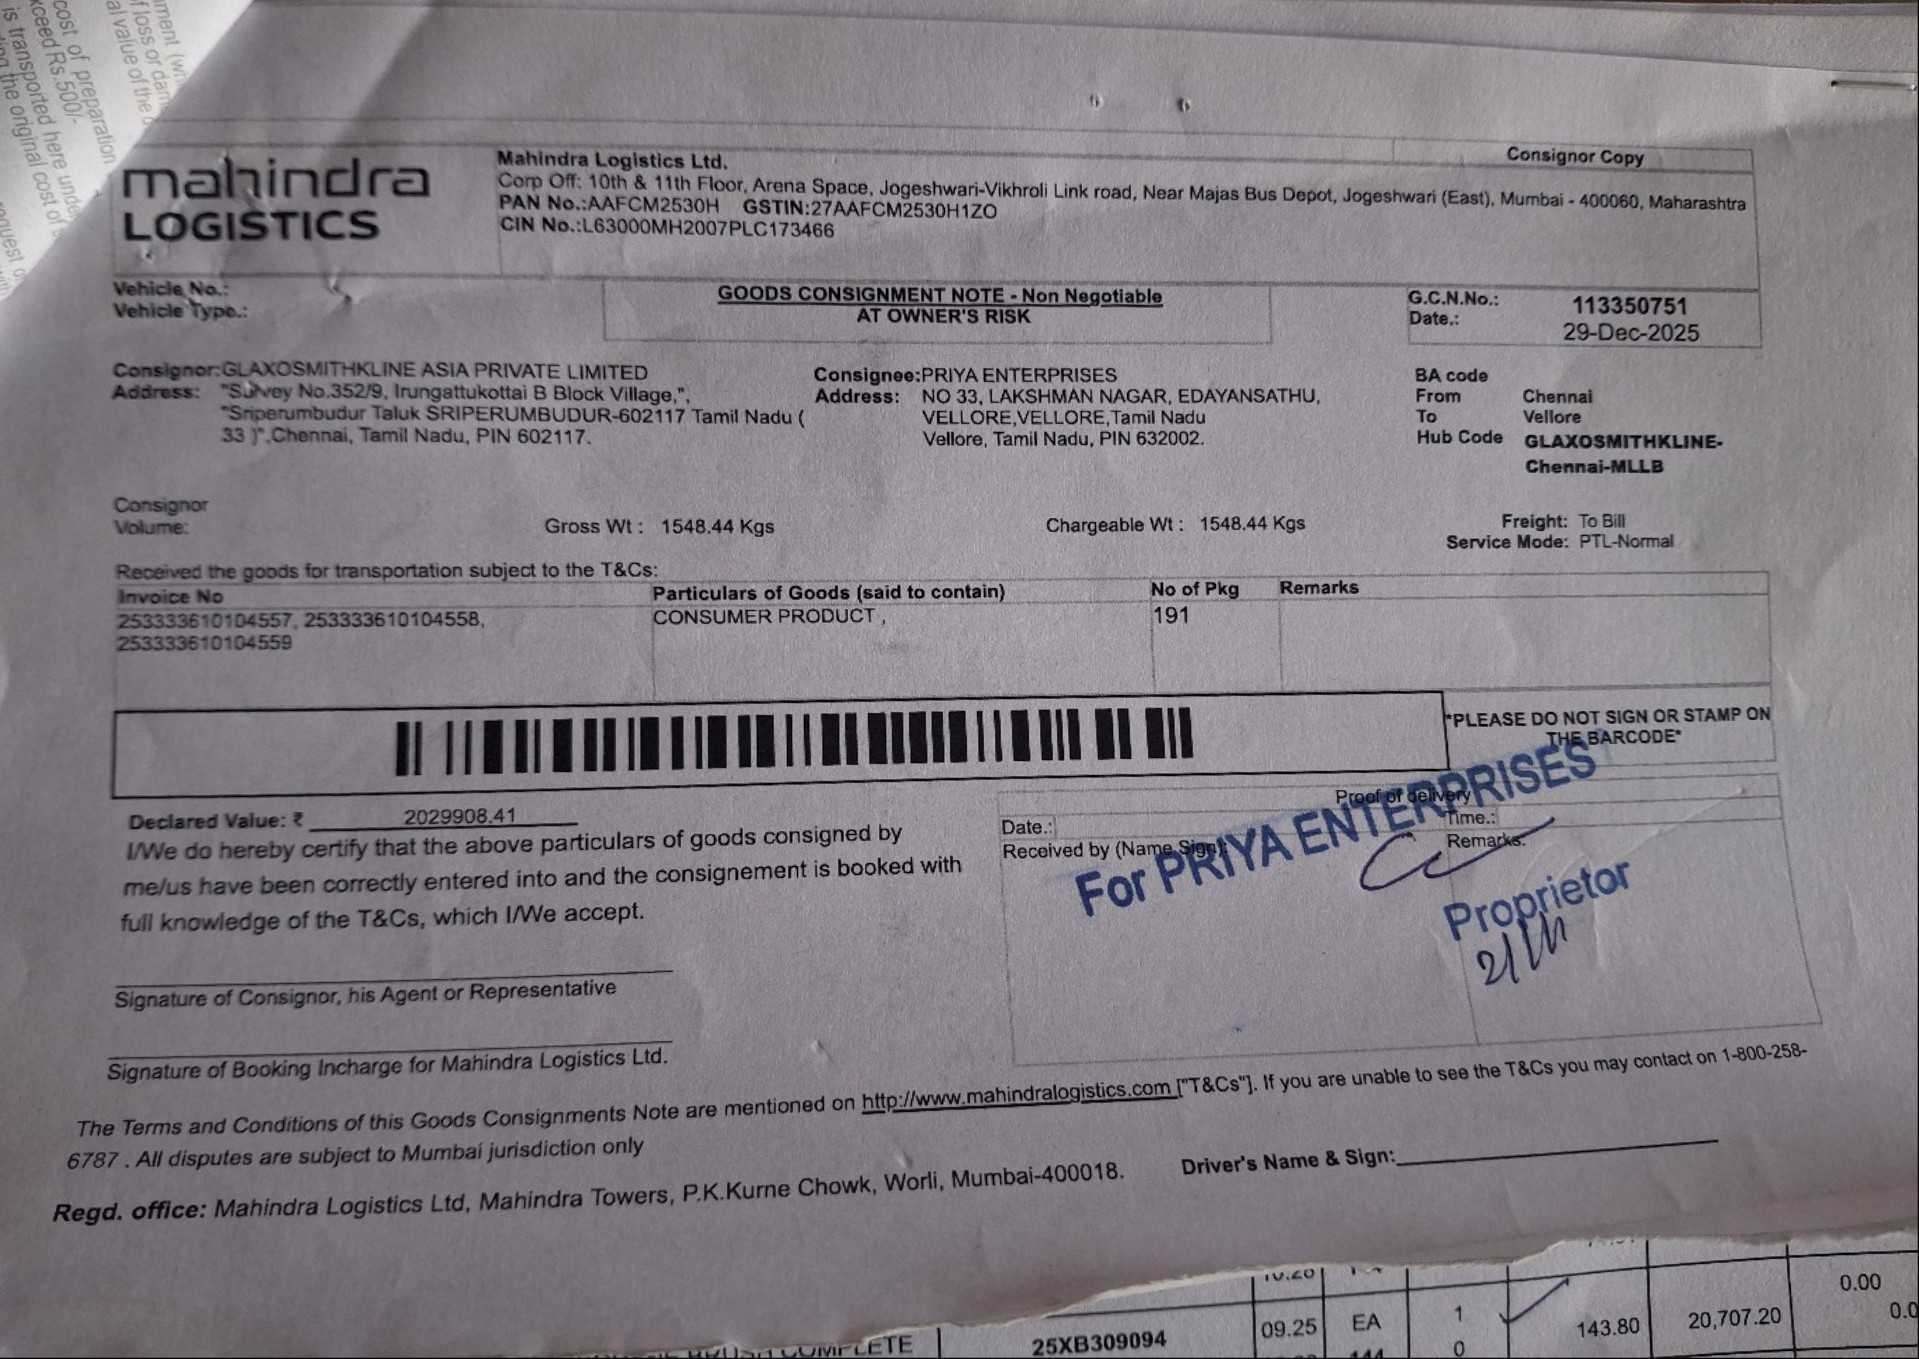 ment (wi
f loss or dam
al value of the
cost of preparation
xceed Rs.500/-
is transported here unde
the original cost of
request
mahindra
LOGISTICS
Mahindra Logistics Ltd.
Consignor Copy
Corp Off: 10th & 11th Floor, Arena Space, Jogeshwari-Vikhroli Link road, Near Majas Bus Depot, Jogeshwari (East), Mumbai - 400060, Maharashtra
PAN No.:AAFCM2530H GSTIN:27AAFCM2530H1ZO
CIN No.:L63000MH2007PLC173466
Vehicle No.:
Vehicle Type.:
GOODS CONSIGNMENT NOTE - Non Negotiable
AT OWNER'S RISK
G.C.N.No.: 113350751
Date.: 29-Dec-2025
Consignor:GLAXOSMITHKLINE ASIA PRIVATE LIMITED
Address: "Survey No.352/9, Irungattukottai B Block Village,",
"Sriperumbudur Taluk SRIPERUMBUDUR-602117 Tamil Nadu (
33 )",Chennai, Tamil Nadu, PIN 602117.
Consignee:PRIYA ENTERPRISES
Address: NO 33, LAKSHMAN NAGAR, EDAYANSATHU,
VELLORE,VELLORE,Tamil Nadu
Vellore, Tamil Nadu, PIN 632002.
BA code
From Chennai
To Vellore
Hub Code GLAXOSMITHKLINE-
Chennai-MLLB
Consignor
Volume:
Gross Wt : 1548.44 Kgs
Chargeable Wt : 1548.44 Kgs
Freight: To Bill
Service Mode: PTL-Normal
Received the goods for transportation subject to the T&Cs:
Invoice No Particulars of Goods (said to contain) No of Pkg Remarks
253333610104557, 253333610104558, CONSUMER PRODUCT , 191
253333610104559
*PLEASE DO NOT SIGN OR STAMP ON
THE BARCODE*
Declared Value: ₹ 2029908.41
I/We do hereby certify that the above particulars of goods consigned by
me/us have been correctly entered into and the consignement is booked with
full knowledge of the T&Cs, which I/We accept.
Proof of delivery
Date.: Time.:
Received by (Name Sign): Remarks:
For PRIYA ENTERPRISES
Proprietor
Signature of Consignor, his Agent or Representative
Signature of Booking Incharge for Mahindra Logistics Ltd.
The Terms and Conditions of this Goods Consignments Note are mentioned on http://www.mahindralogistics.com ["T&Cs"]. If you are unable to see the T&Cs you may contact on 1-800-258-
6787 . All disputes are subject to Mumbai jurisdiction only
Driver's Name & Sign:
Regd. office: Mahindra Logistics Ltd, Mahindra Towers, P.K.Kurne Chowk, Worli, Mumbai-400018.
0.00
COMPLETE 25XB309094 09.25 EA 1 143.80 20,707.20 0.0
0